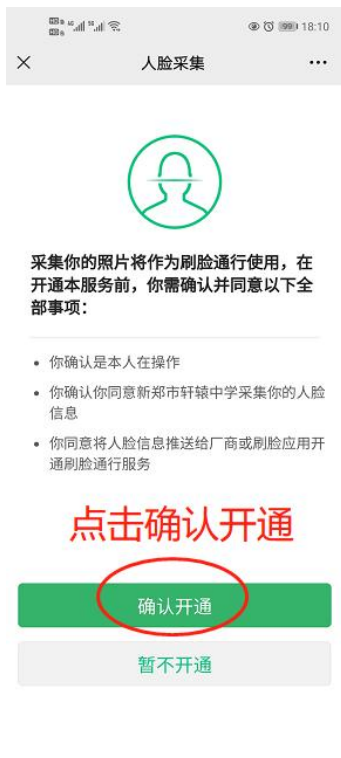 18:10
人脸采集
采集你的照片将作为刷脸通行使用，在
开通本服务前，你需确认并同意以下全
部事项：
你确认是本人在操作
你确认你同意新郑市轩辕中学采集你的人脸
信息
你同意将人脸信息推送给厂商或刷脸应用开
通刷脸通行服务
点击确认开通
确认开通
暂不开通